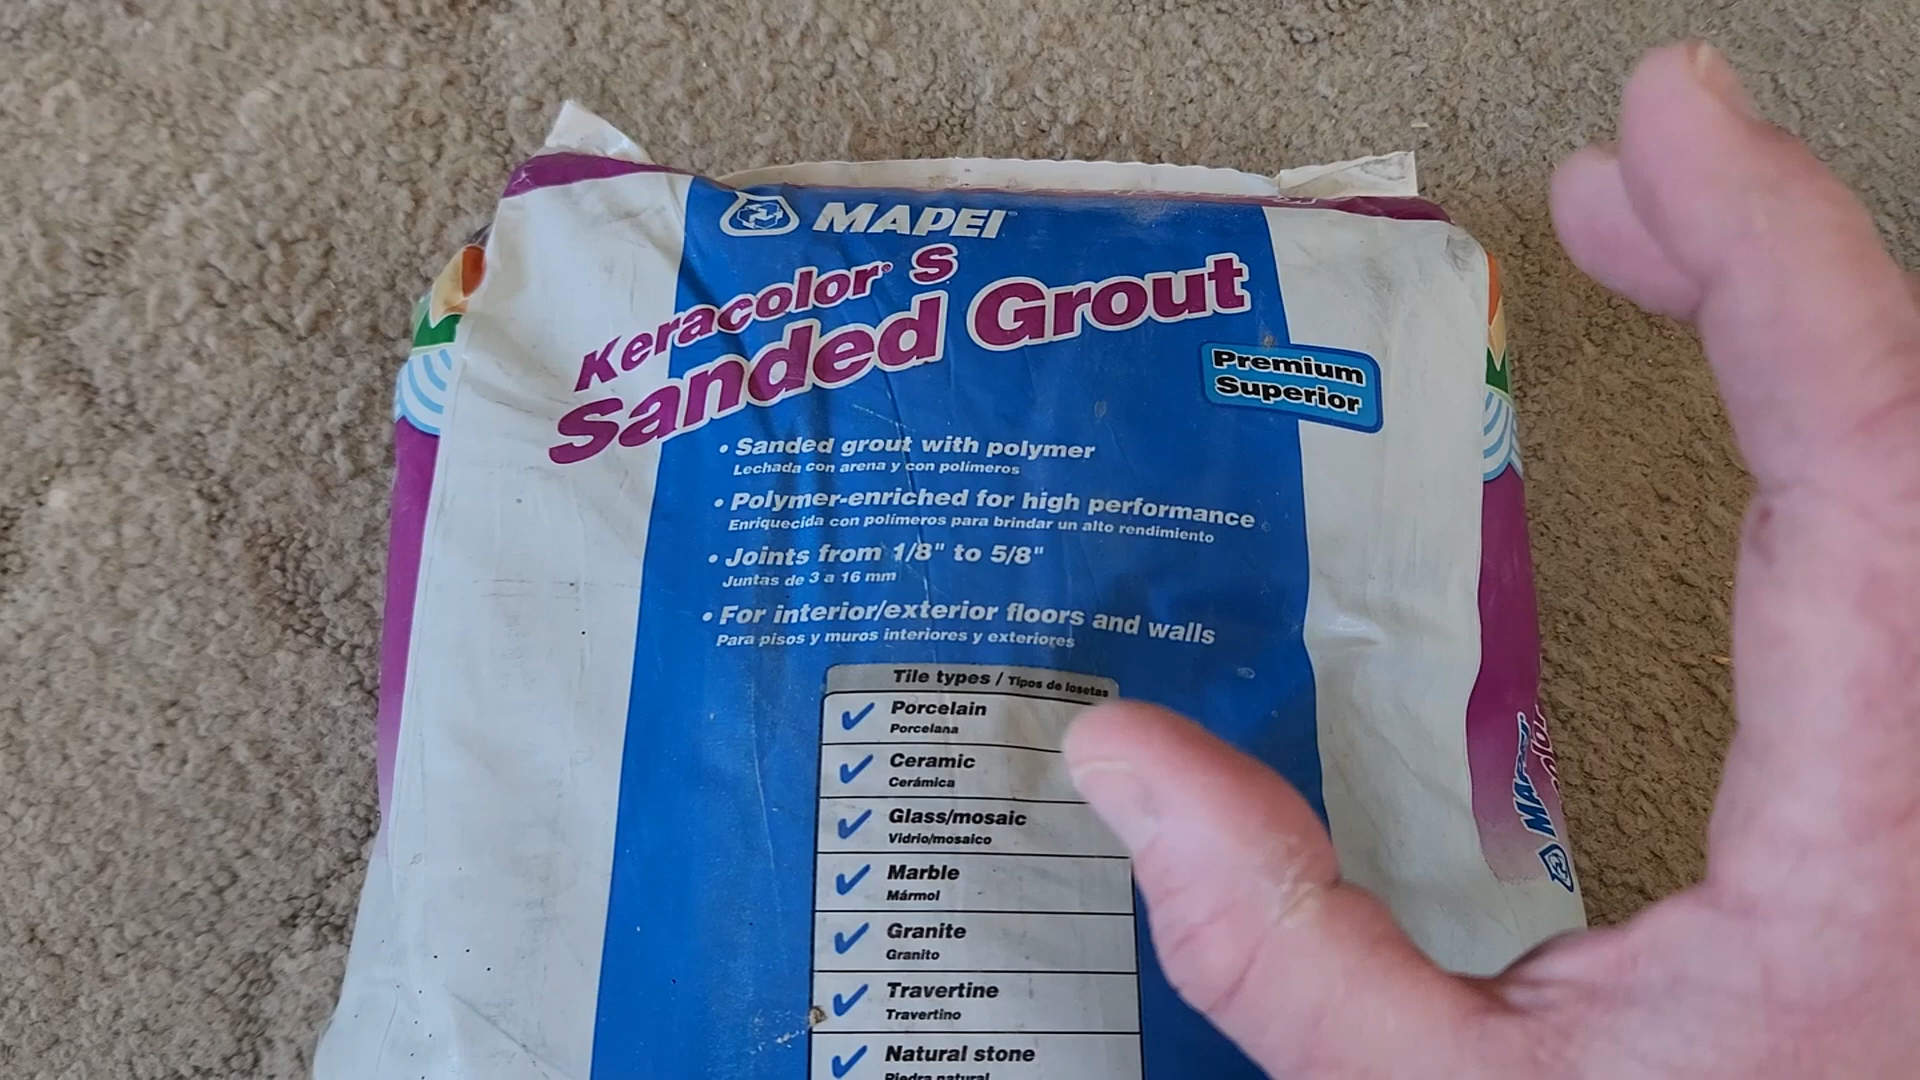 MAPEI
Keracolor® S
Sanded Grout
Premium
Superior
• Sanded grout with polymer
Lechada con arena y con polímeros
• Polymer-enriched for high performance
Enriquecida con polímeros para brindar un alto rendimiento
• Joints from 1/8" to 5/8"
Juntas de 3 a 16 mm
• For interior/exterior floors and walls
Para pisos y muros interiores y exteriores
Tile types / Tipos de losetas
Porcelain
Porcelana
Ceramic
Cerámica
Glass/mosaic
Vidrio/mosaico
Marble
Mármol
Granite
Granito
Travertine
Travertino
Natural stone
Piedra natural
MAPEI